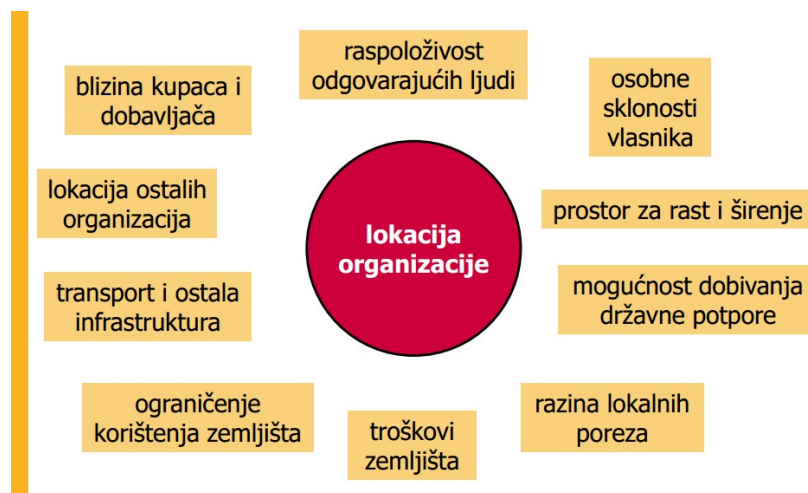 raspoloživost
odgovarajućih ljudi
blizina kupaca i
dobavljača
osobne
sklonosti
vlasnika
lokacija ostalih
organizacija
prostor za rast i širenje
lokacija
organizacije
transport i ostala
infrastruktura
mogućnost dobivanja
državne potpore
ograničenje
korištenja zemljišta
troškovi
zemljišta
razina lokalnih
poreza